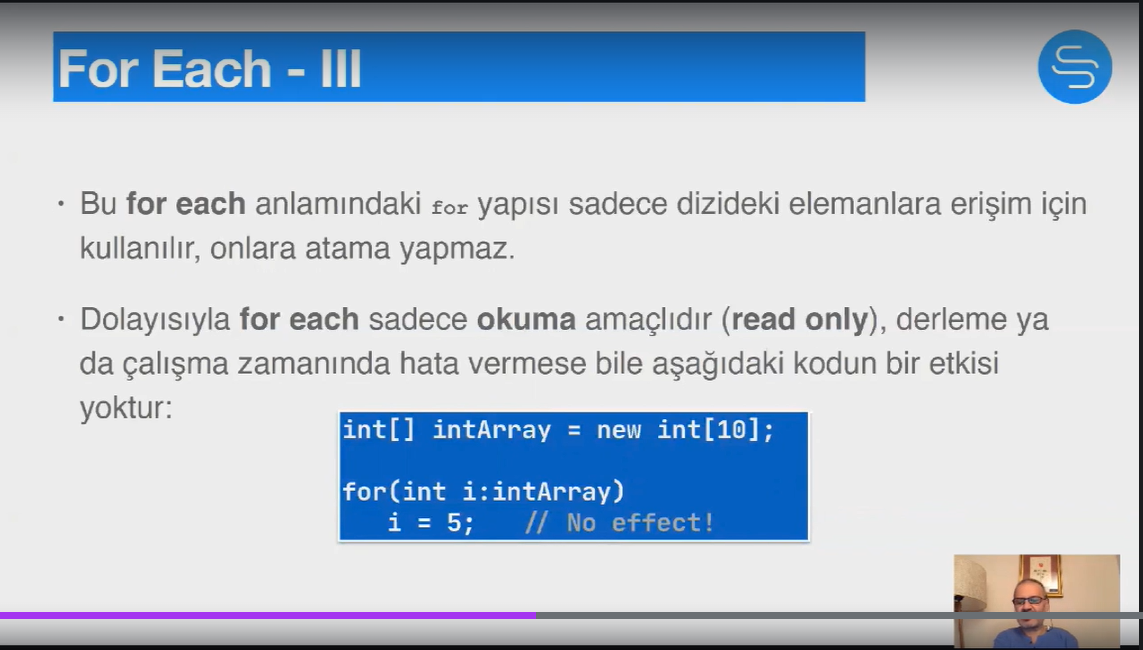 For Each - III
· Bu for each anlamındaki for yapısı sadece dizideki elemanlara erişim için
kullanılır, onlara atama yapmaz.
· Dolayısıyla for each sadece okuma amaçlıdır (read only), derleme ya
da çalışma zamanında hata vermese bile aşağıdaki kodun bir etkisi
yoktur:
int[] intArray = new int[10];
for(int i:intArray)
i = 5; // No effect!